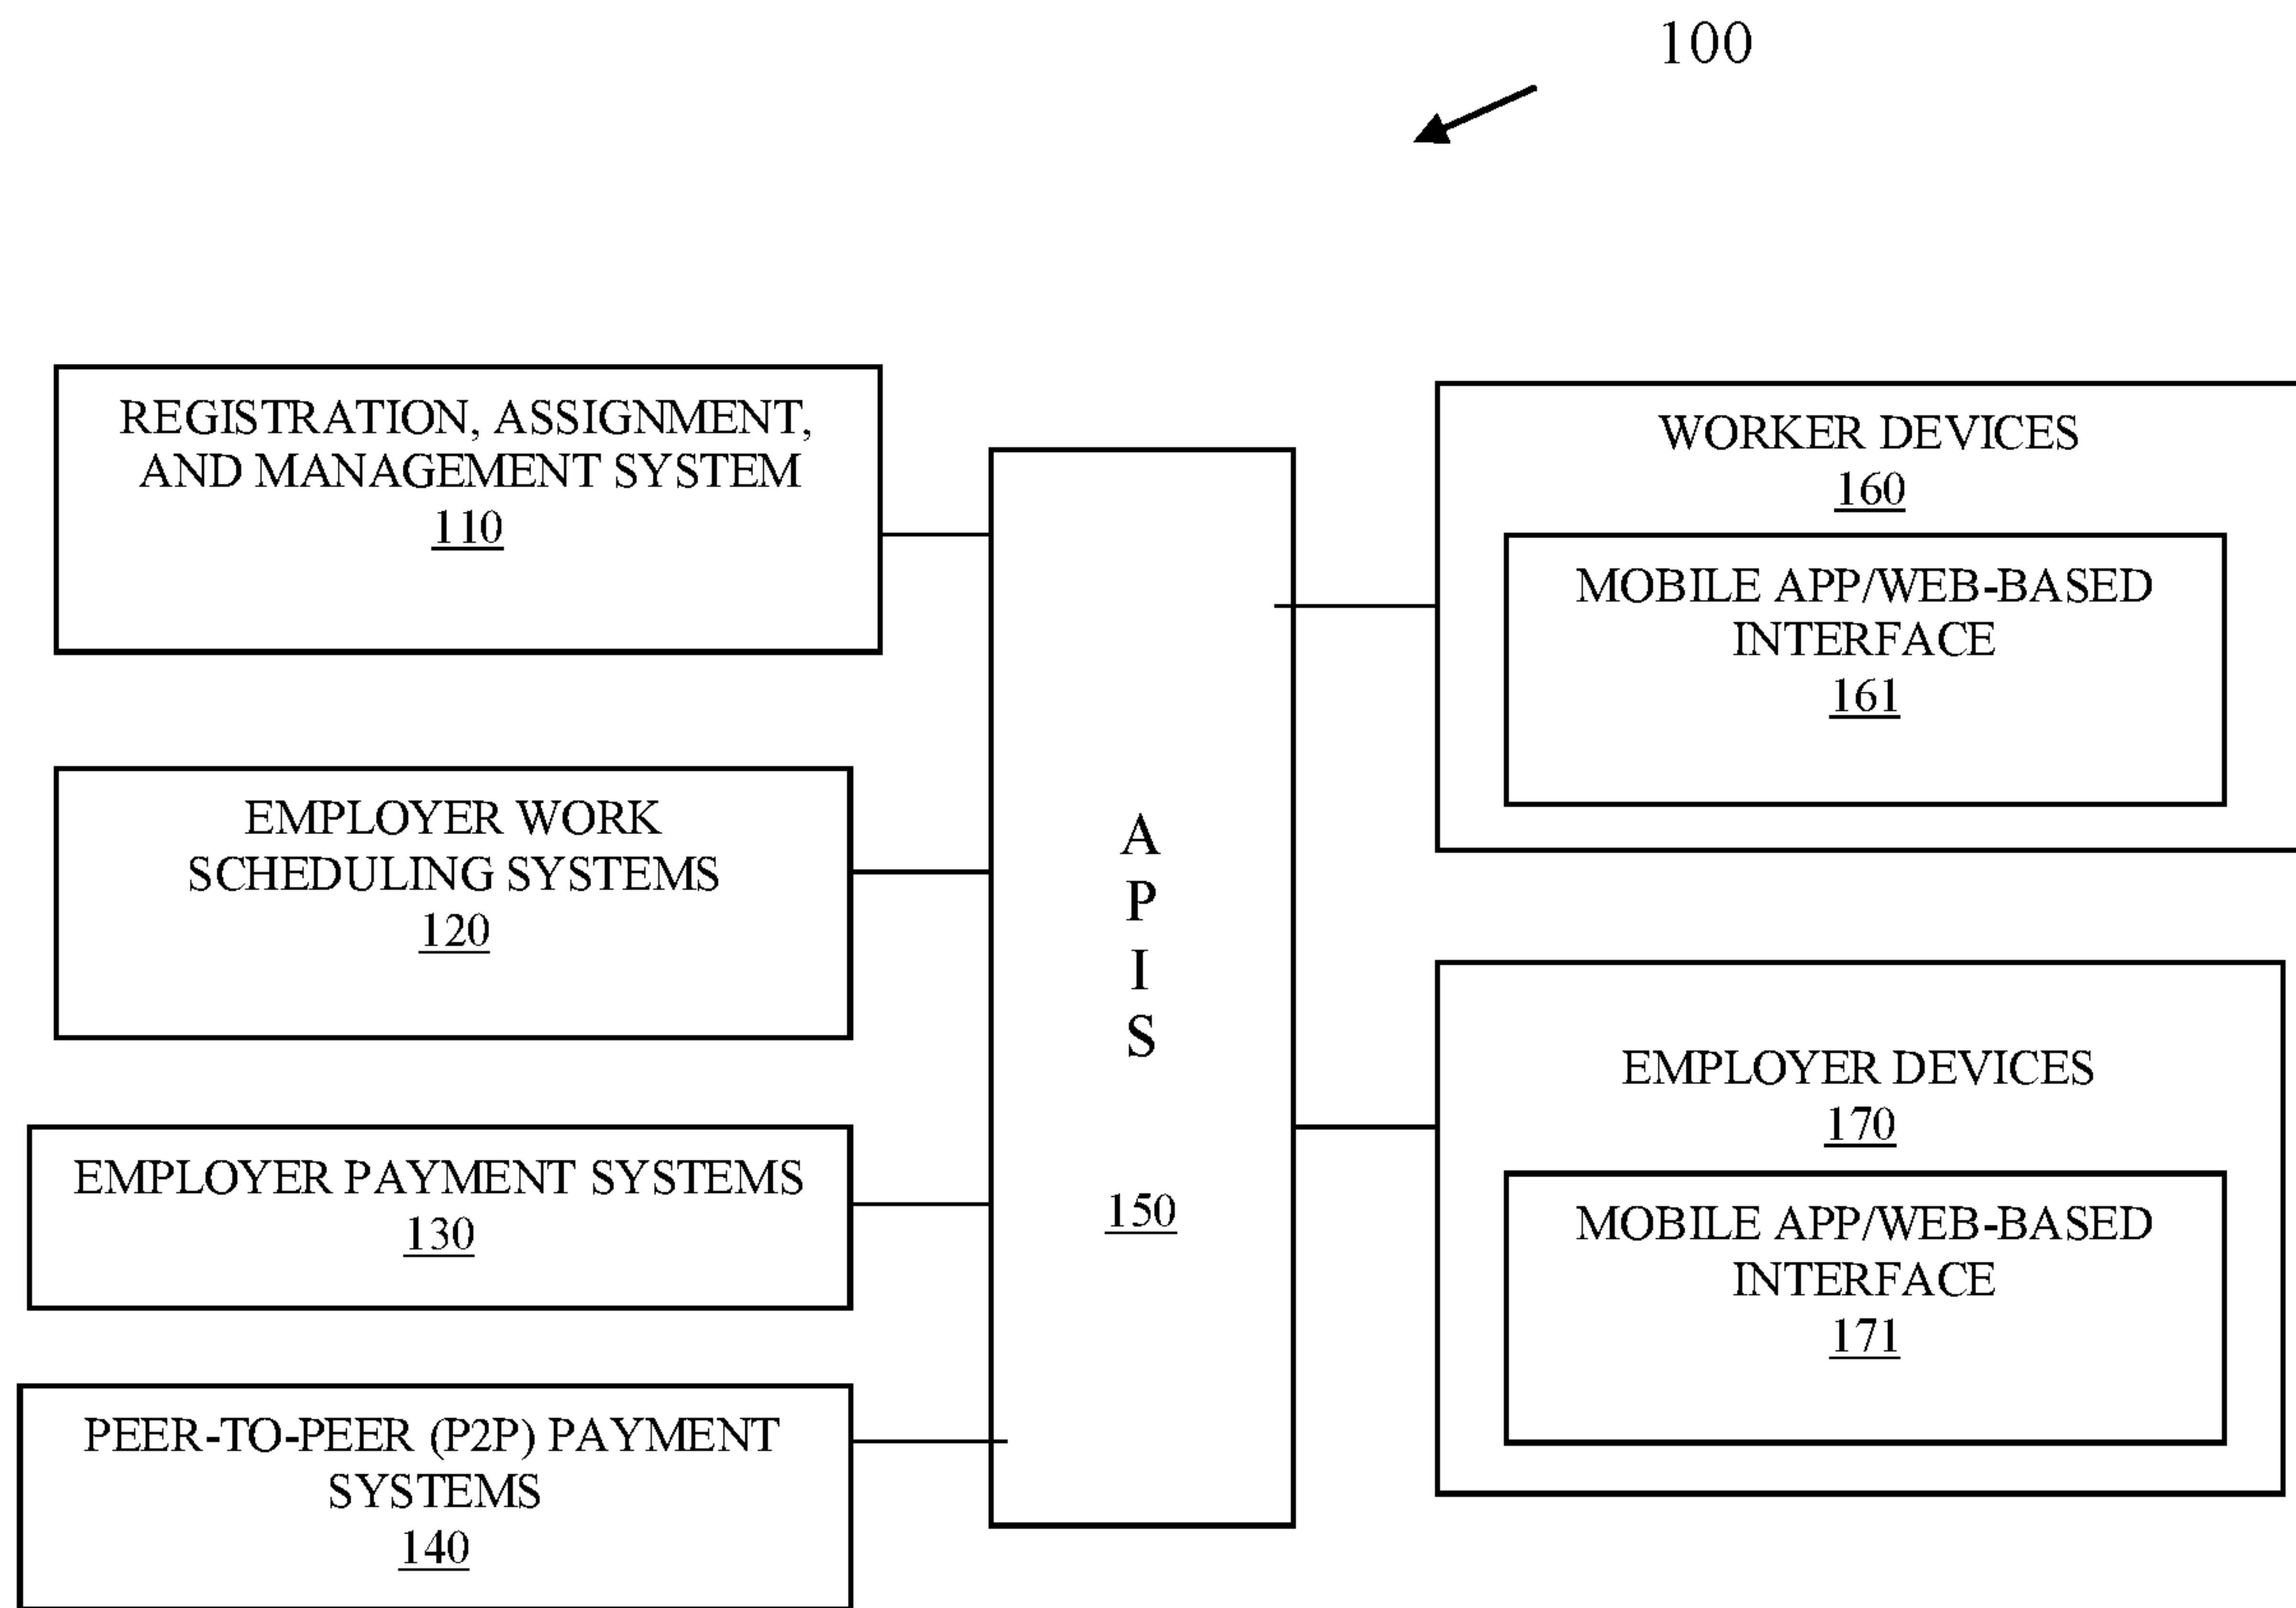 100
REGISTRATION, ASSIGNMENT,
AND MANAGEMENT SYSTEM
110
EMPLOYER WORK
SCHEDULING SYSTEMS
120
EMPLOYER PAYMENT SYSTEMS
130
PEER-TO-PEER (P2P) PAYMENT
SYSTEMS
140
A
P
I
S
150
WORKER DEVICES
160
MOBILE APP/WEB-BASED
INTERFACE
161
EMPLOYER DEVICES
170
MOBILE APP/WEB-BASED
INTERFACE
171